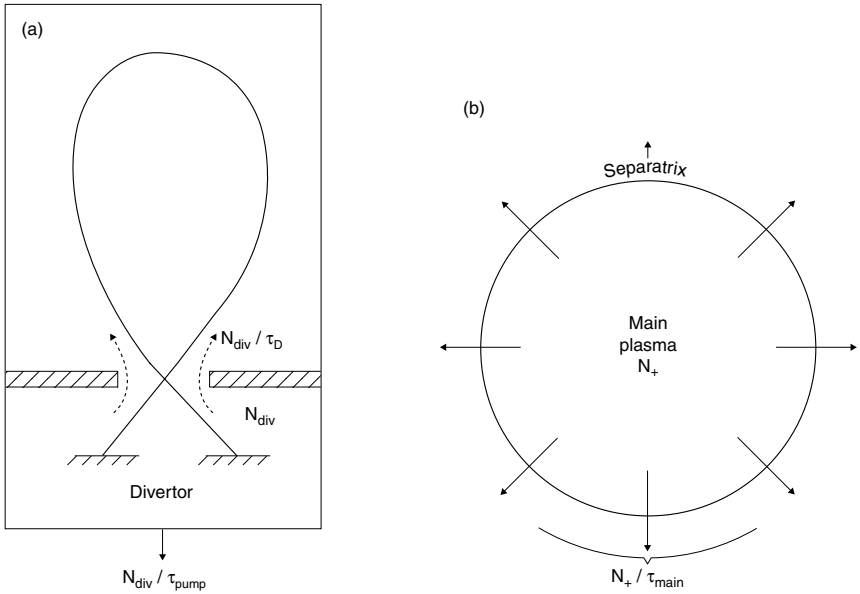 (a)
N_div / τ_D
N_div
Divertor
N_div / τ_pump
(b)
Separatrix
Main
plasma
N_+
N_+ / τ_main